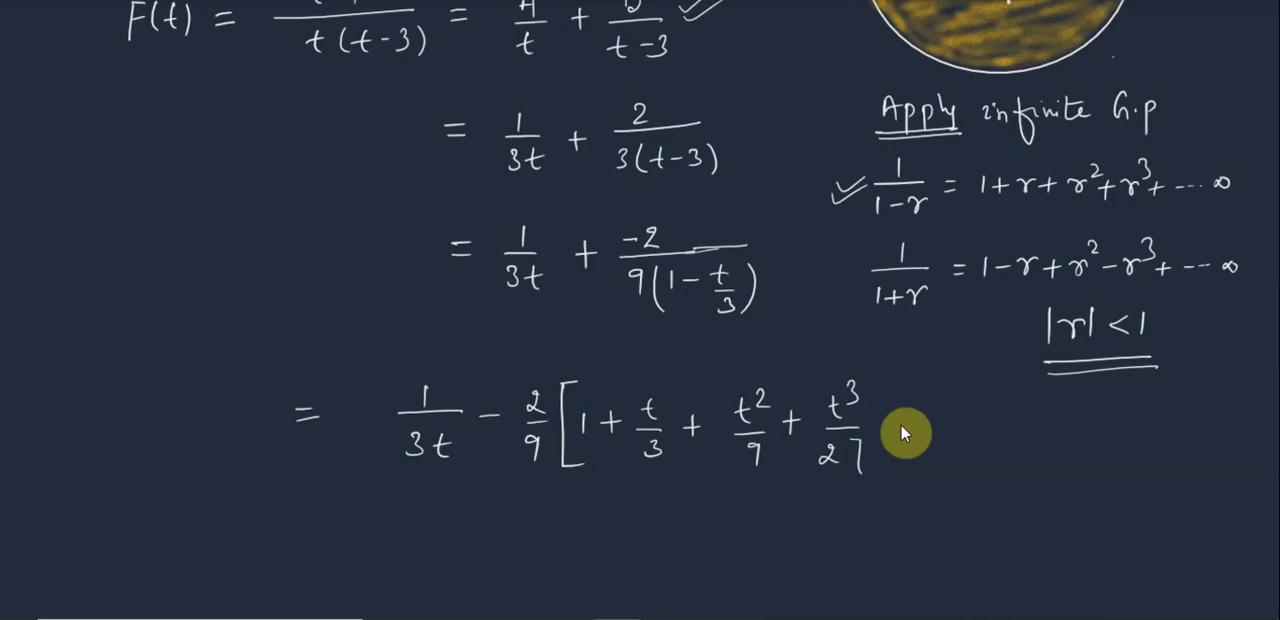 F(t) = / t(t-3) = A/t + B/t-3 ✓
= 1/3t + 2/3(t-3)
= 1/3t + -2/9(1 - t/3)
= 1/3t - 2/9 [1 + t/3 + t²/9 + t³/27
Apply infinite G.p
✓ 1/1-r = 1+r+r²+r³+ --- ∞
1/1+r = 1-r+r²-r³+ --- ∞
|r| < 1